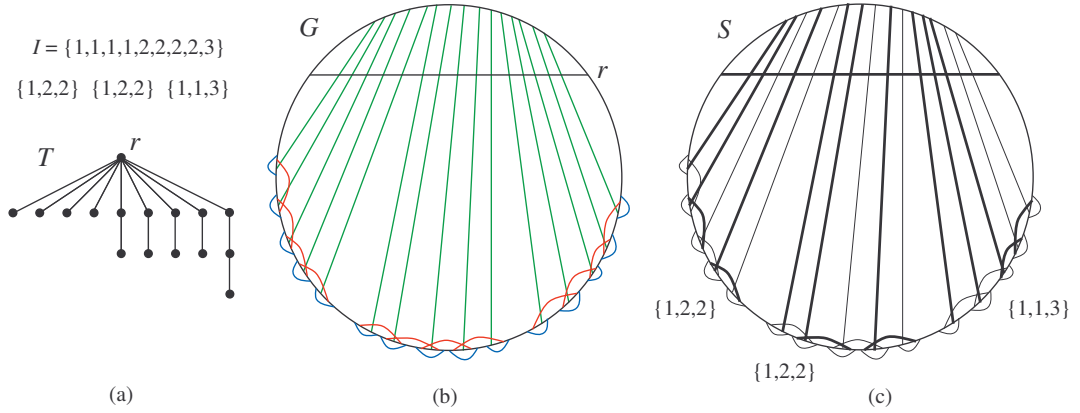 I = {1,1,1,1,2,2,2,2,3}
{1,2,2} {1,2,2} {1,1,3}
T
r
G
r
S
{1,2,2}
{1,2,2}
{1,1,3}
(a)
(b)
(c)